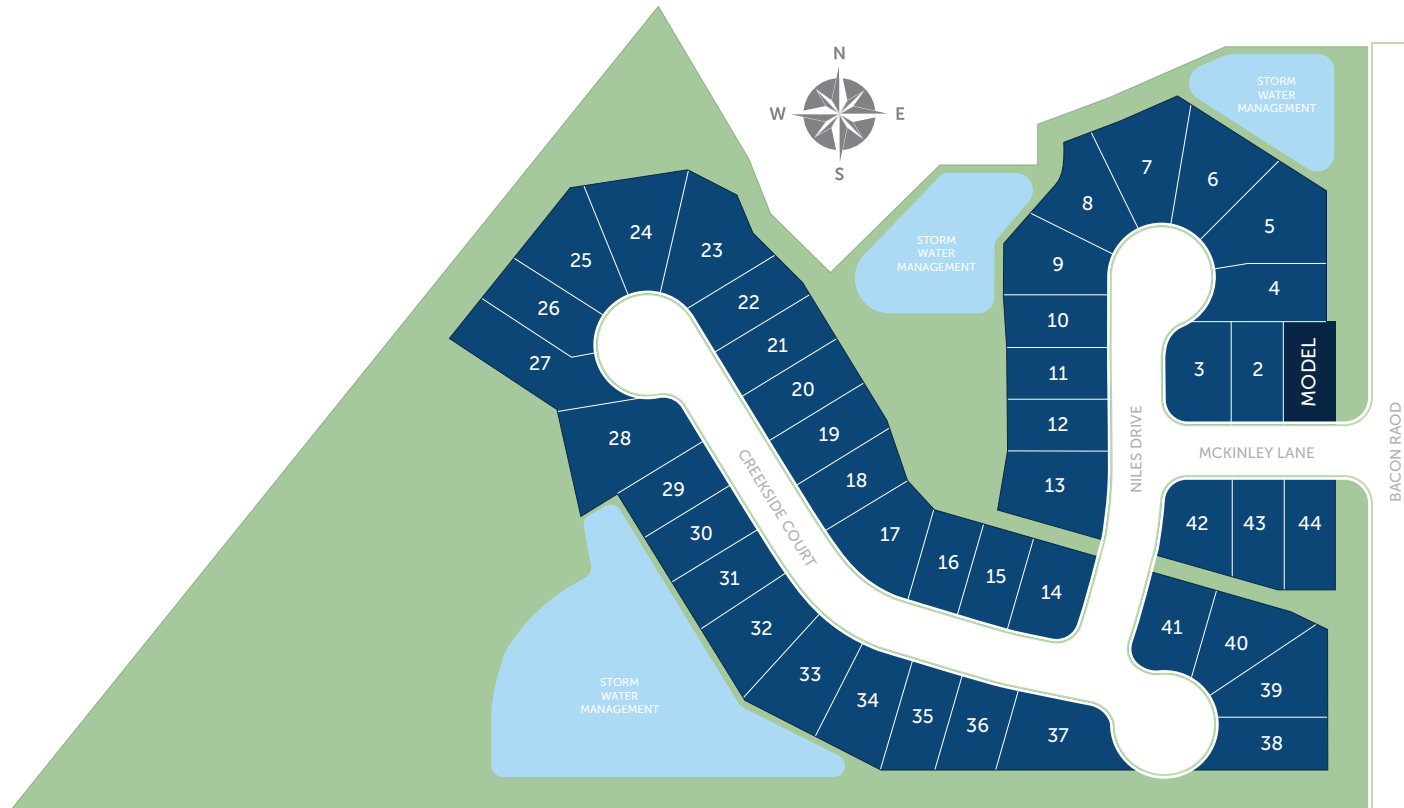 N
W
E
S
STORM
WATER
MANAGEMENT
STORM
WATER
MANAGEMENT
7
6
8
5
9
4
10
11
12
13
3
2
MODEL
24
23
25
22
26
21
27
20
19
28
18
29
17
30
16
15
14
31
32
33
34
35
36
37
CREEKSIDE COURT
NILES DRIVE
MCKINLEY LANE
BACON RAOD
42
43
44
41
40
39
38
STORM
WATER
MANAGEMENT